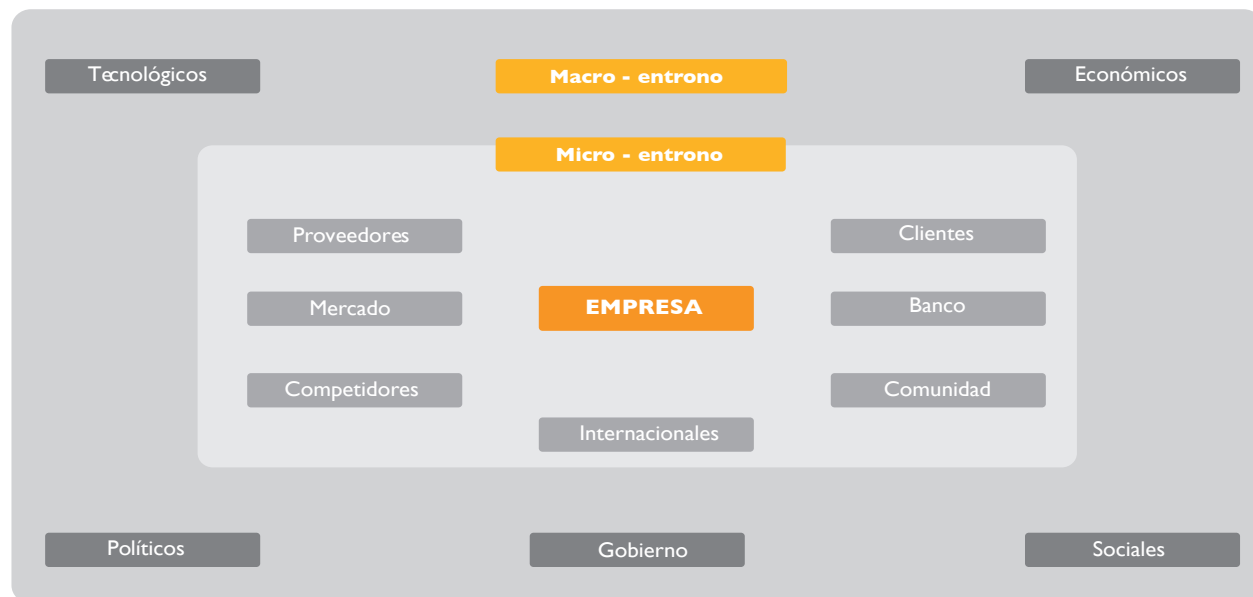 Tecnológicos
Macro - entrono
Económicos
Micro - entrono
Proveedores
Clientes
Mercado
EMPRESA
Banco
Competidores
Comunidad
Internacionales
Políticos
Gobierno
Sociales